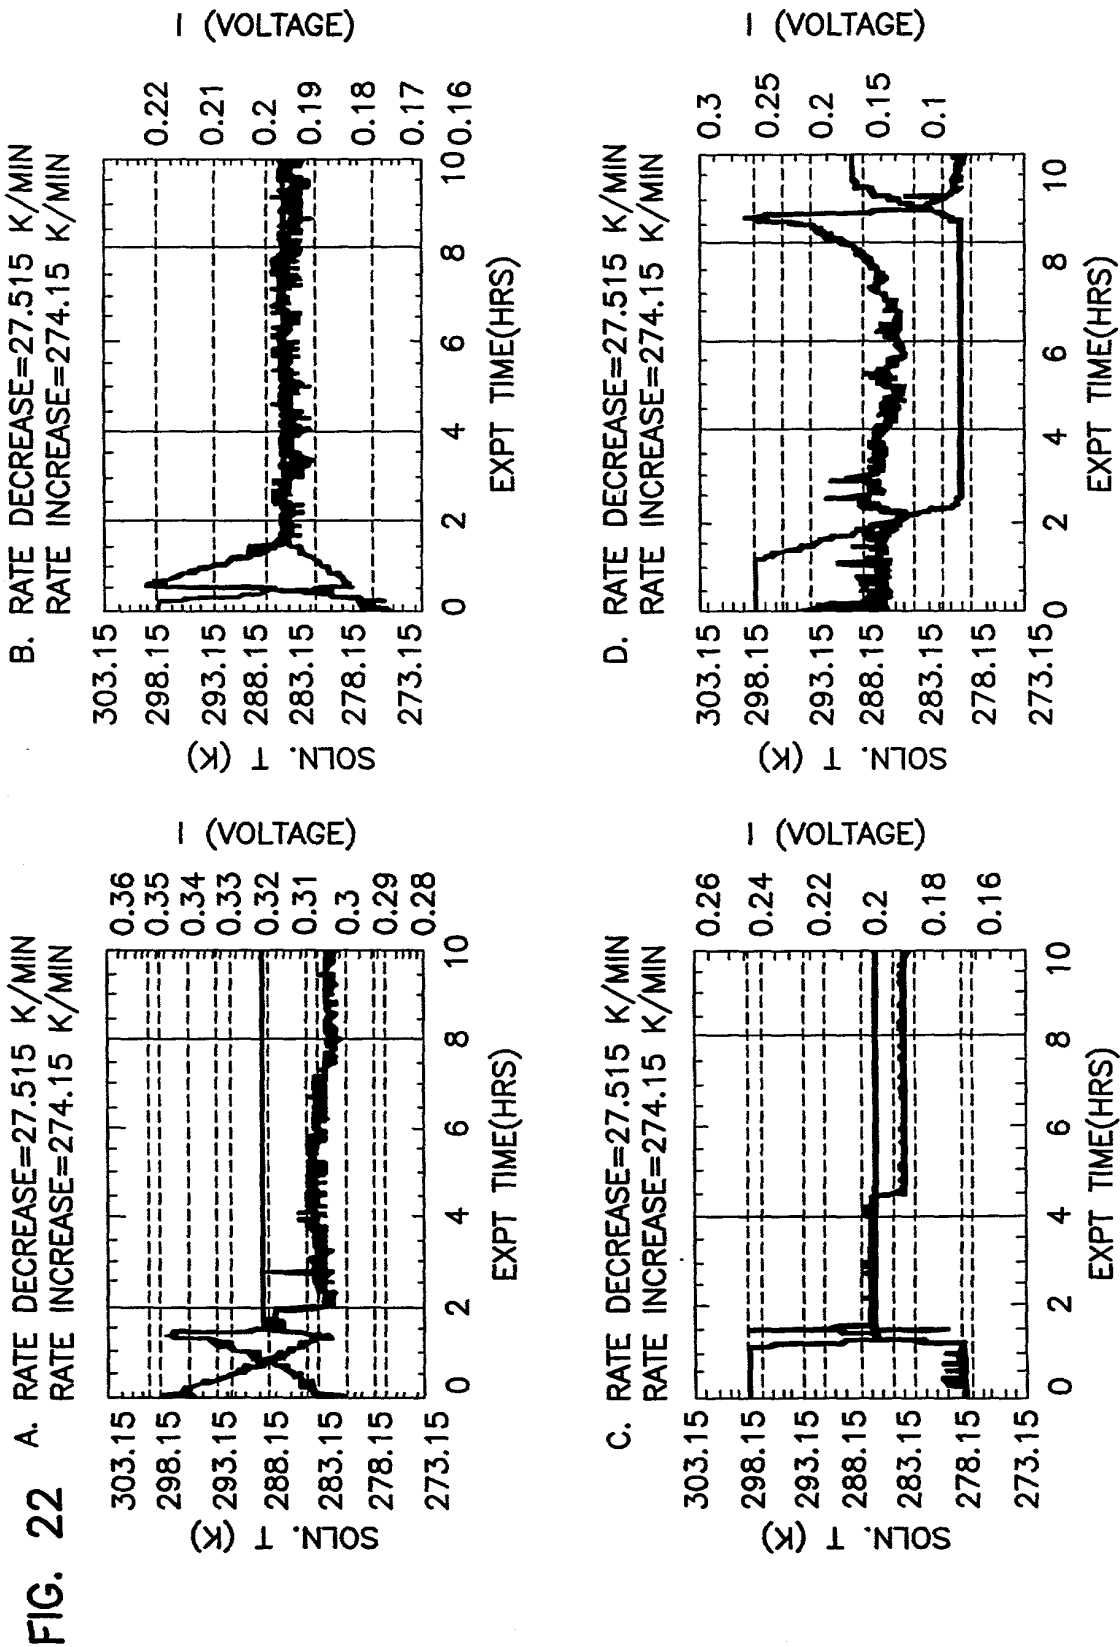 FIG. 22
A. RATE DECREASE=27.515 K/MIN
RATE INCREASE=274.15 K/MIN
303.15
298.15
293.15
288.15
283.15
278.15
273.15
SOLN. T (K)
0.36
0.35
0.34
0.33
0.32
0.31
0.3
0.29
0.28
I (VOLTAGE)
0 2 4 6 8 10
EXPT TIME(HRS)
B. RATE DECREASE=27.515 K/MIN
RATE INCREASE=274.15 K/MIN
303.15
298.15
293.15
288.15
283.15
278.15
273.15
SOLN. T (K)
0.22
0.21
0.2
0.19
0.18
0.17
0.16
I (VOLTAGE)
0 2 4 6 8 10
EXPT TIME(HRS)
C. RATE DECREASE=27.515 K/MIN
RATE INCREASE=274.15 K/MIN
303.15
298.15
293.15
288.15
283.15
278.15
273.15
SOLN. T (K)
0.26
0.24
0.22
0.2
0.18
0.16
I (VOLTAGE)
0 2 4 6 8 10
EXPT TIME(HRS)
D. RATE DECREASE=27.515 K/MIN
RATE INCREASE=274.15 K/MIN
303.15
298.15
293.15
288.15
283.15
278.15
273.15
SOLN. T (K)
0.3
0.25
0.2
0.15
0.1
I (VOLTAGE)
0 2 4 6 8 10
EXPT TIME(HRS)